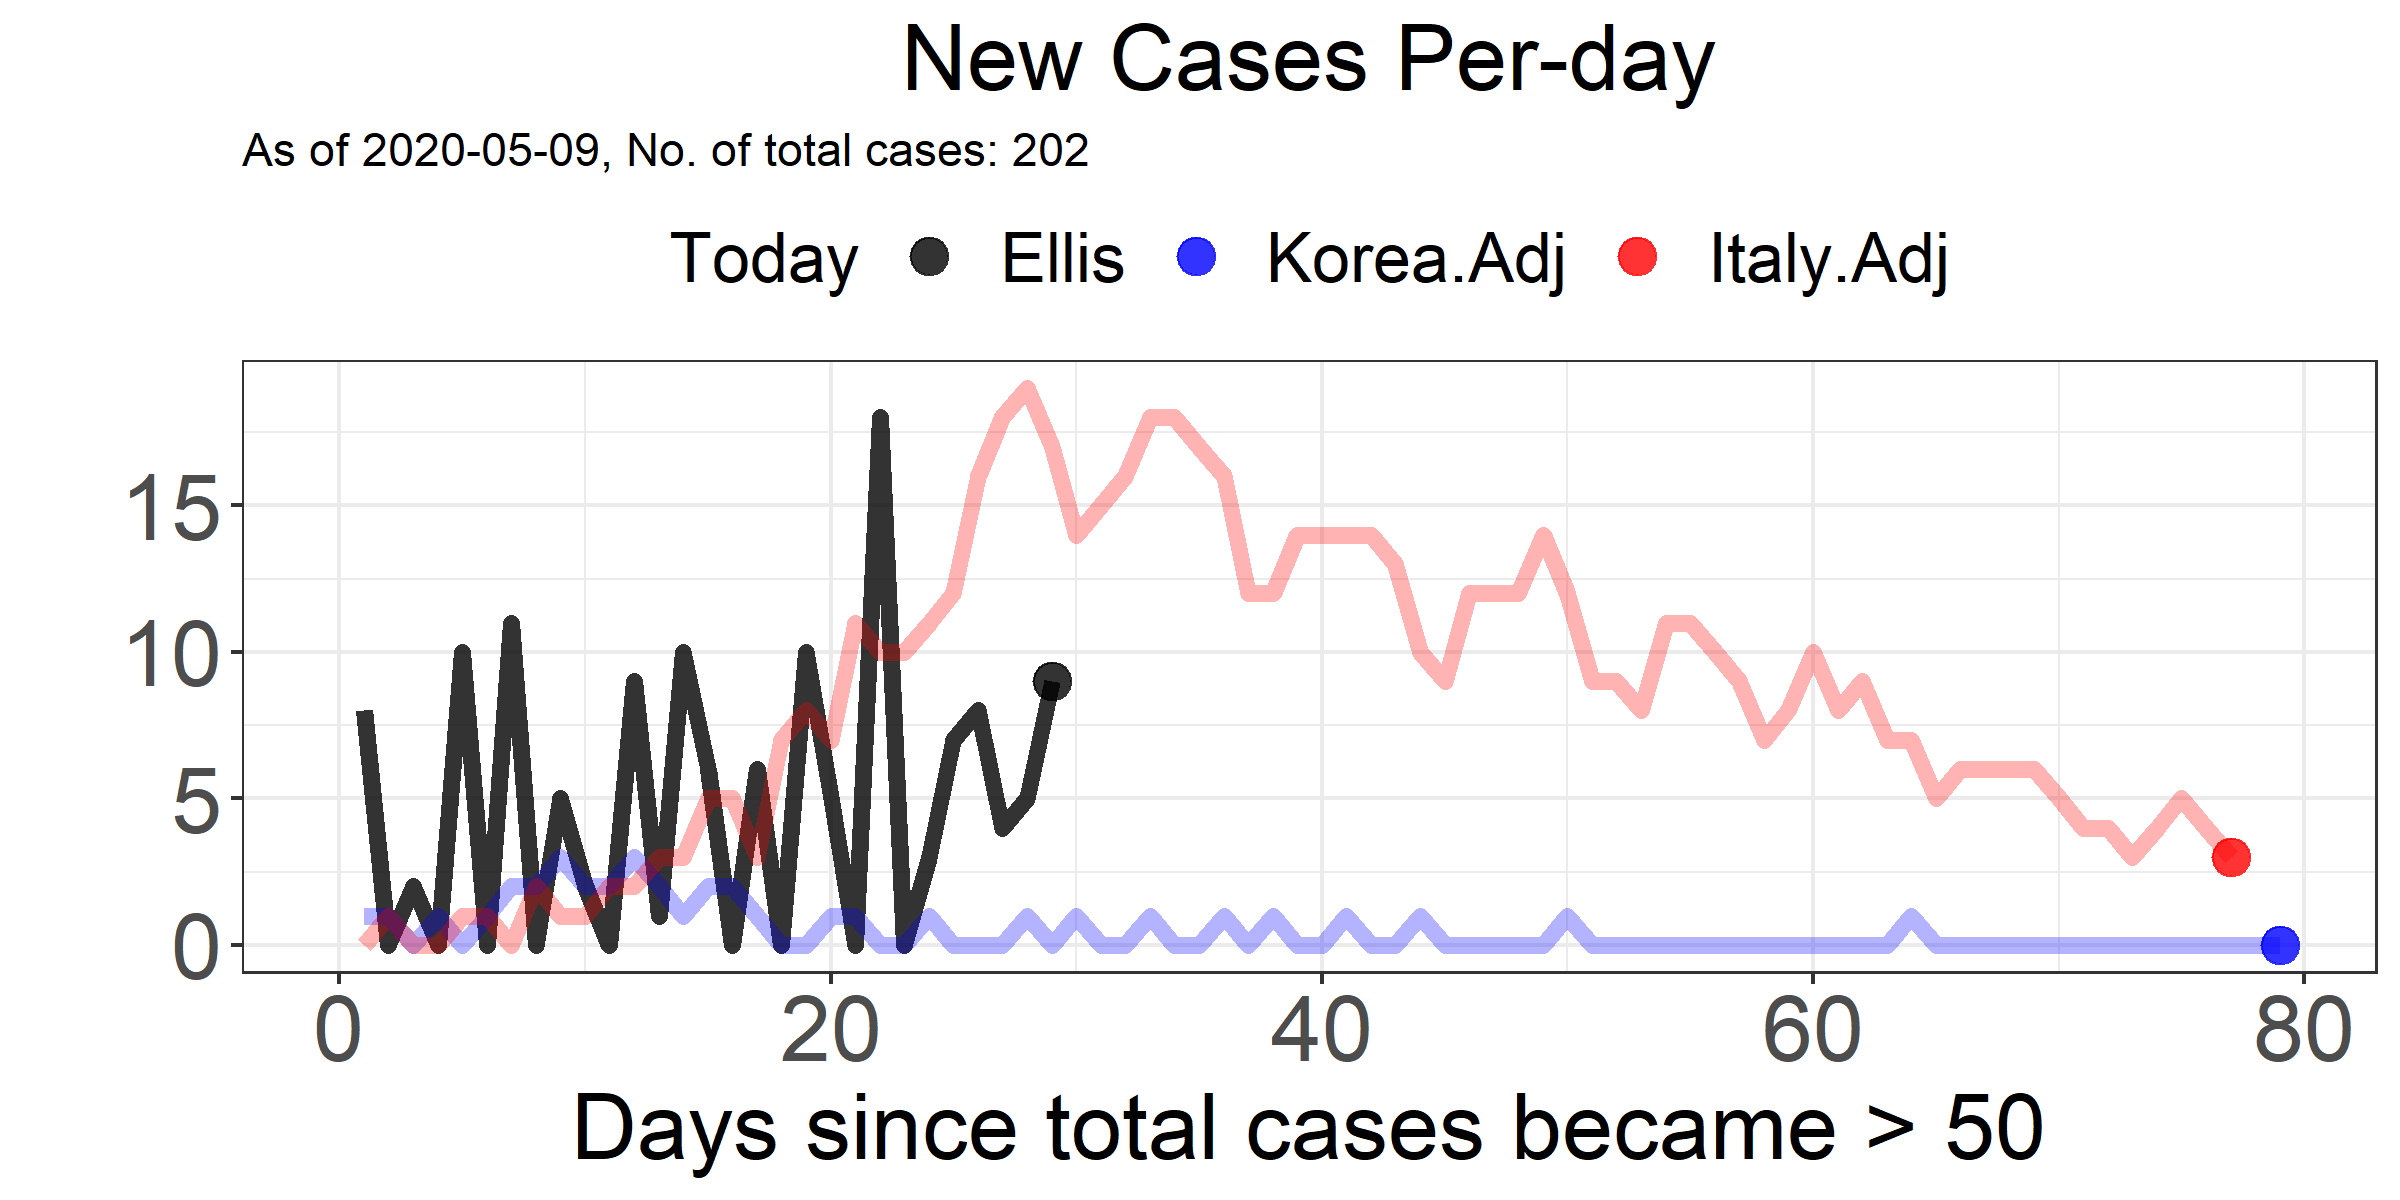 New Cases Per-day
As of 2020-05-09, No. of total cases: 202
Today Ellis Korea.Adj Italy.Adj
15
10
5
0
0 20 40 60 80
Days since total cases became > 50